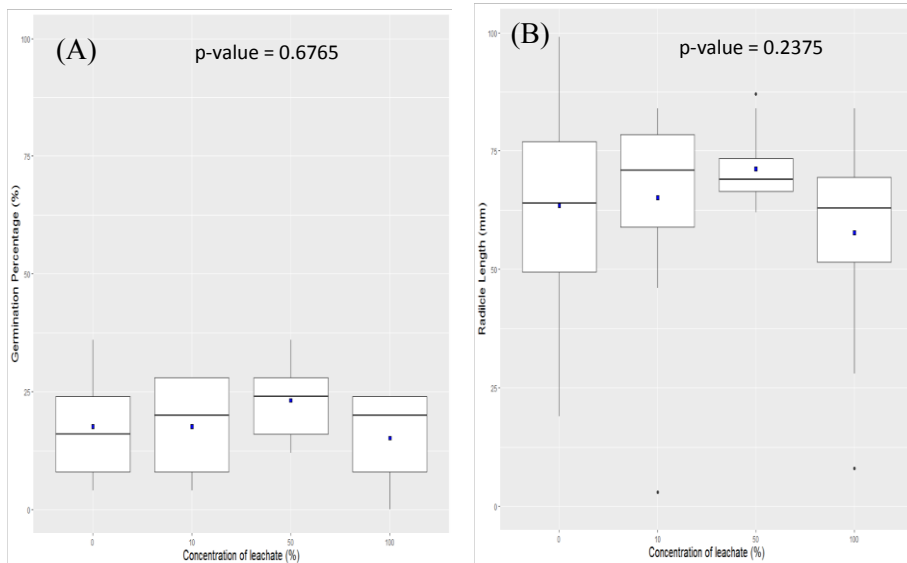 (A)
p-value = 0.6765
100
75
50
25
0
Germination Percentage (%)
0 10 50 100
Concentration of leachate (%)
(B)
p-value = 0.2375
100
75
50
25
0
Radilcle Length (mm)
0 10 50 100
Concentration of leachate (%)